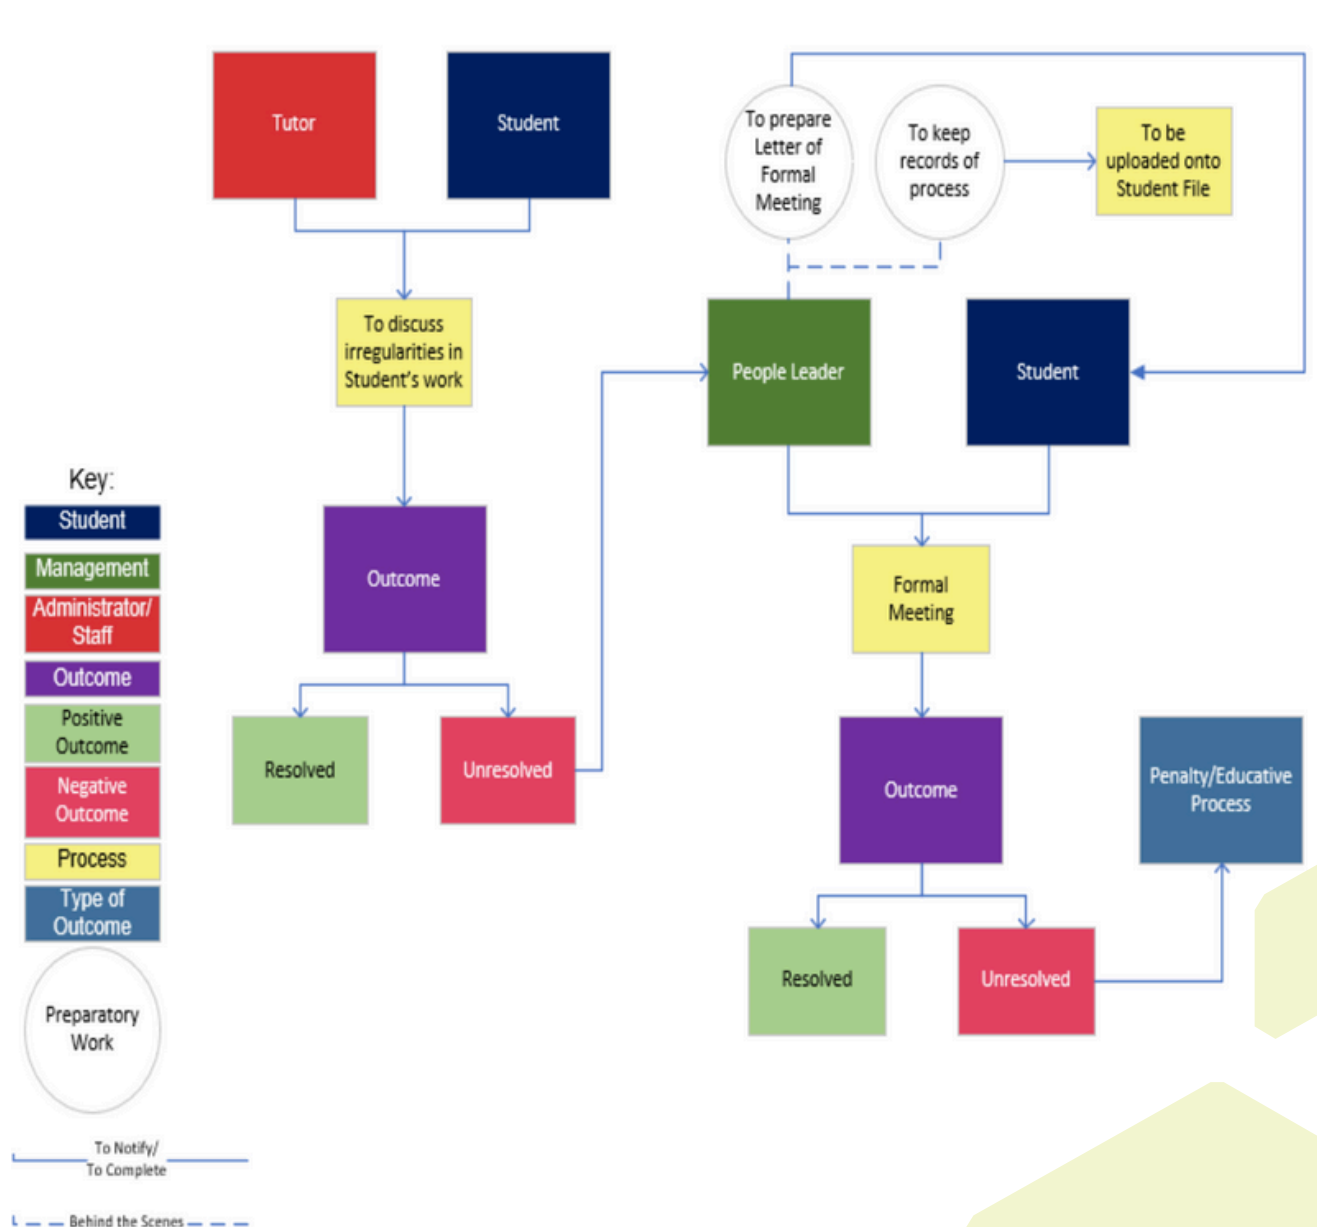 Tutor
Student
To discuss
irregularities in
Student's work
Outcome
Resolved
Unresolved
To prepare
Letter of
Formal
Meeting
To keep
records of
process
To be
uploaded onto
Student File
People Leader
Student
Formal
Meeting
Outcome
Resolved
Unresolved
Penalty/Educative
Process
Key:
Student
Management
Administrator/
Staff
Outcome
Positive
Outcome
Negative
Outcome
Process
Type of
Outcome
Preparatory
Work
To Notify/
To Complete
Behind the Scenes